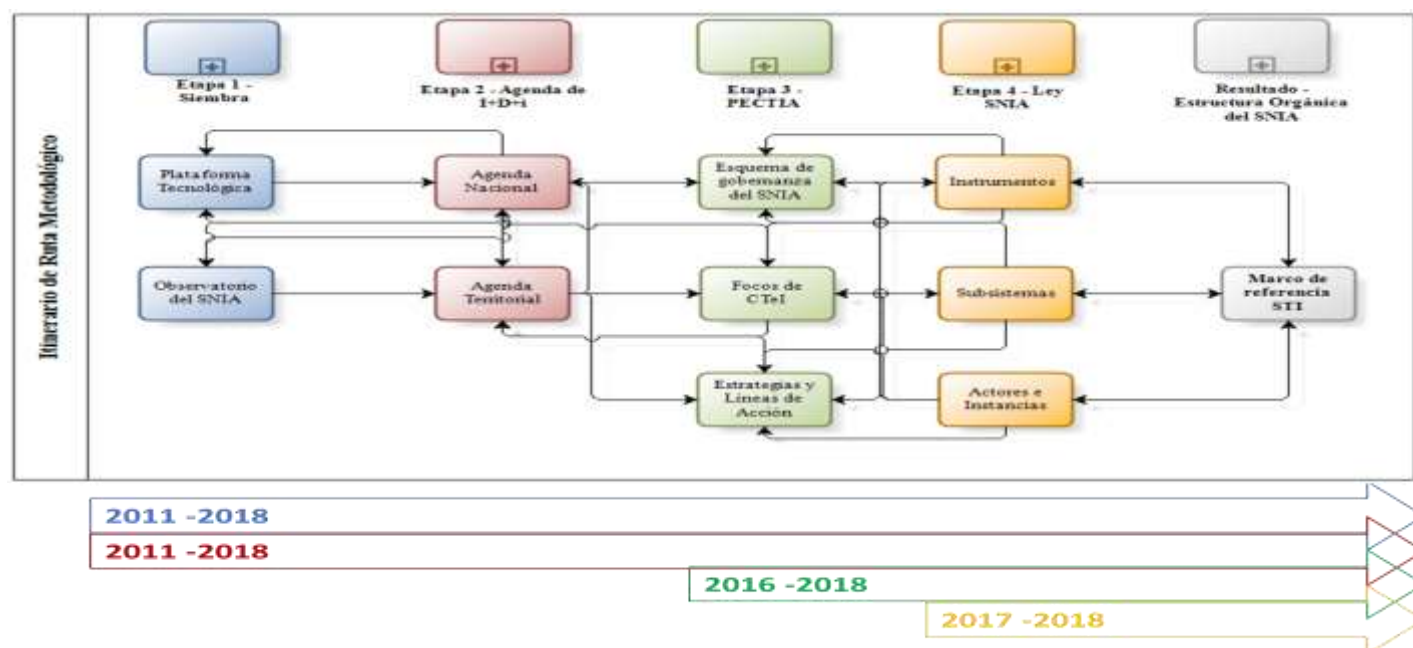 Itinerario de Ruta Metodológico
Etapa 1 -
Siembra
Etapa 2 - Agenda de
I+D+i
Etapa 3 -
PECTIA
Etapa 4 - Ley
SNIA
Resultado -
Estructura Orgánica
del SNIA
Plataforma
Tecnológica
Agenda
Nacional
Esquema de
gobernanza
del SNIA
Instrumentos
Observatorio
del SNIA
Agenda
Territorial
Focos de
CTeI
Subsistemas
Marco de
referencia
STI
Estrategias y
Líneas de
Acción
Actores e
Instancias
2011 -2018
2011 -2018
2016 -2018
2017 -2018